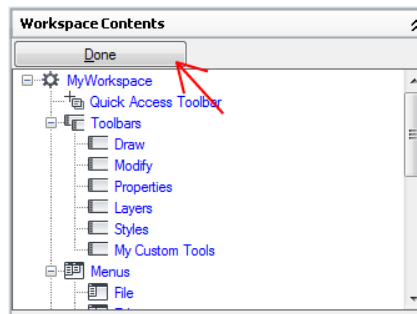 Workspace Contents
Done
MyWorkspace
Quick Access Toolbar
Toolbars
Draw
Modify
Properties
Layers
Styles
My Custom Tools
Menus
File